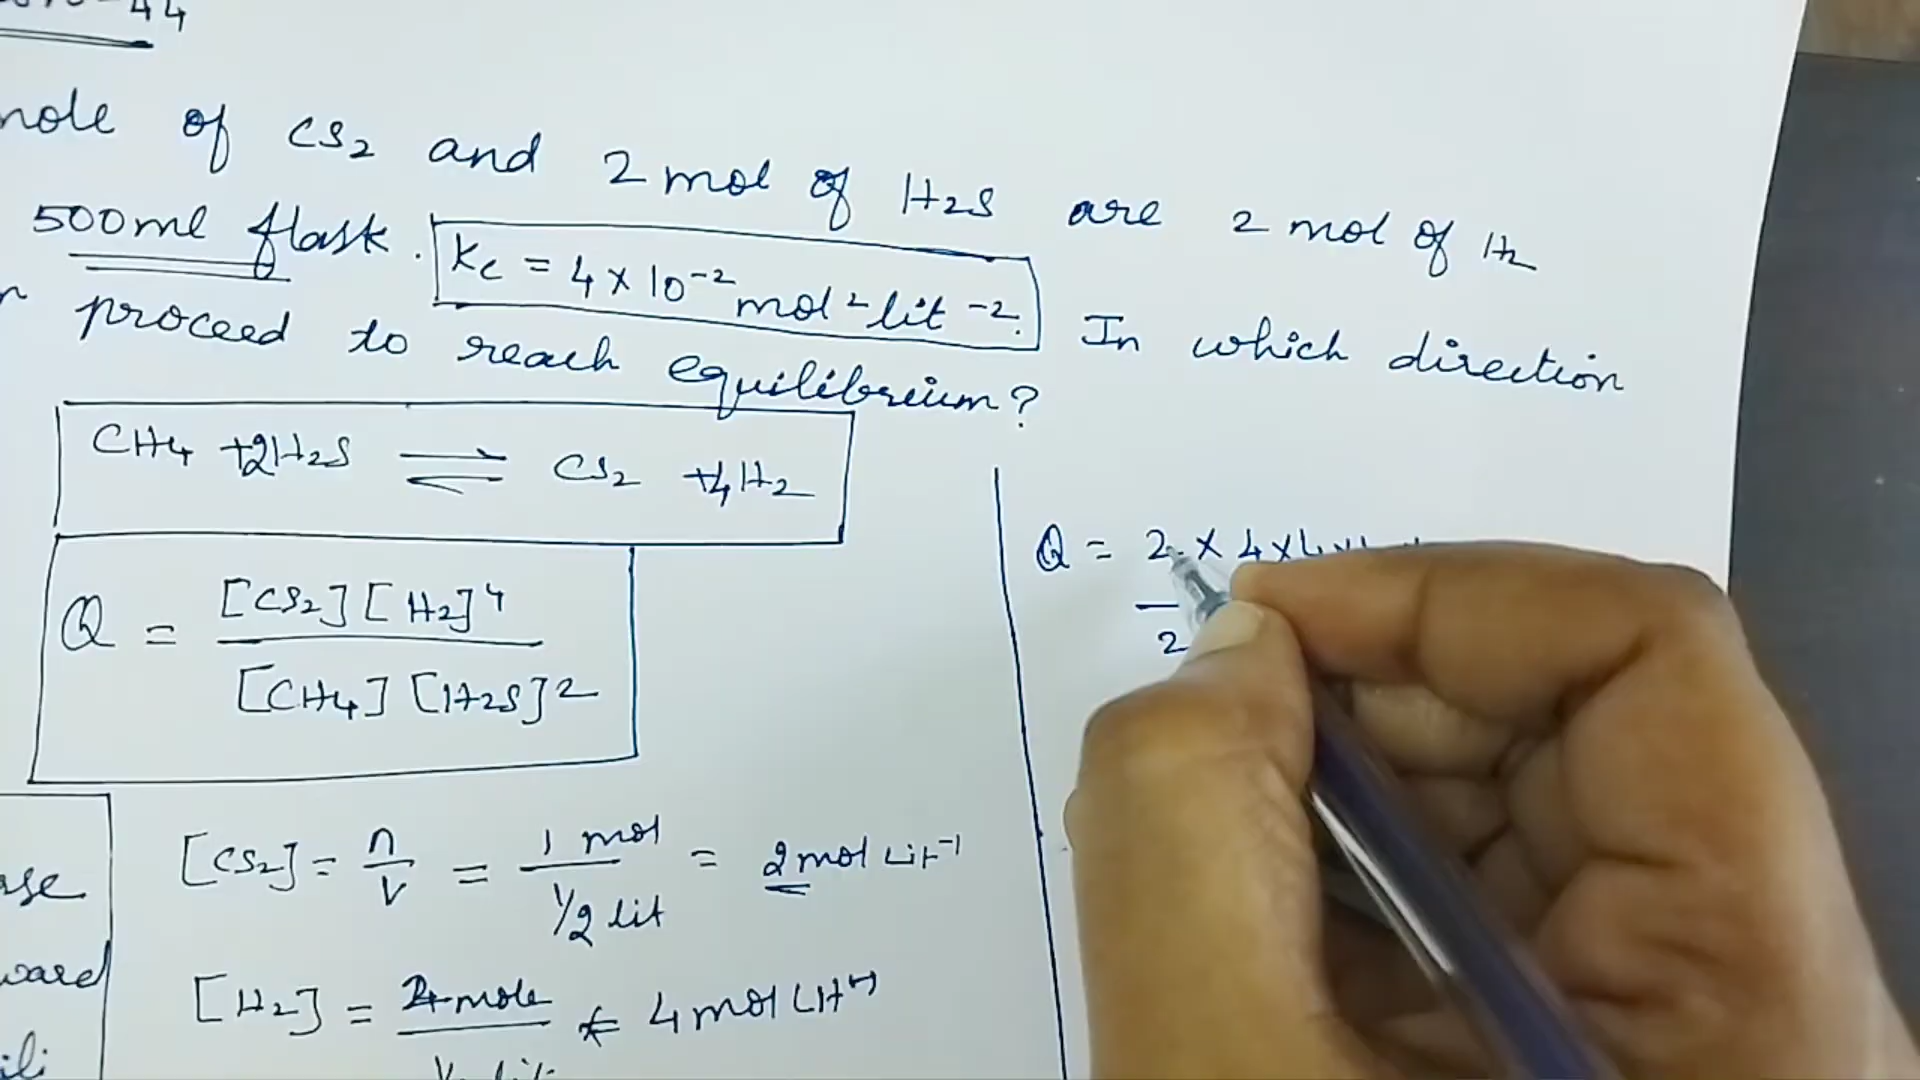 44
mole of CS2 and 2 mol of H2S are 2 mol of H2
500ml flask. Kc = 4 × 10⁻² mol² lit⁻². In which direction
proceed to reach equilibrium?
CH4 + 2H2S ⇌ CS2 + 4H2
Q = [CS2][H2]⁴ / [CH4][H2S]²
[CS2] = n/V = 1 mol / 1/2 lit = 2 mol Lit⁻¹
[H2] = mole = 4 mol Lit⁻¹
Q = 2 × 4 × 4 ×
2